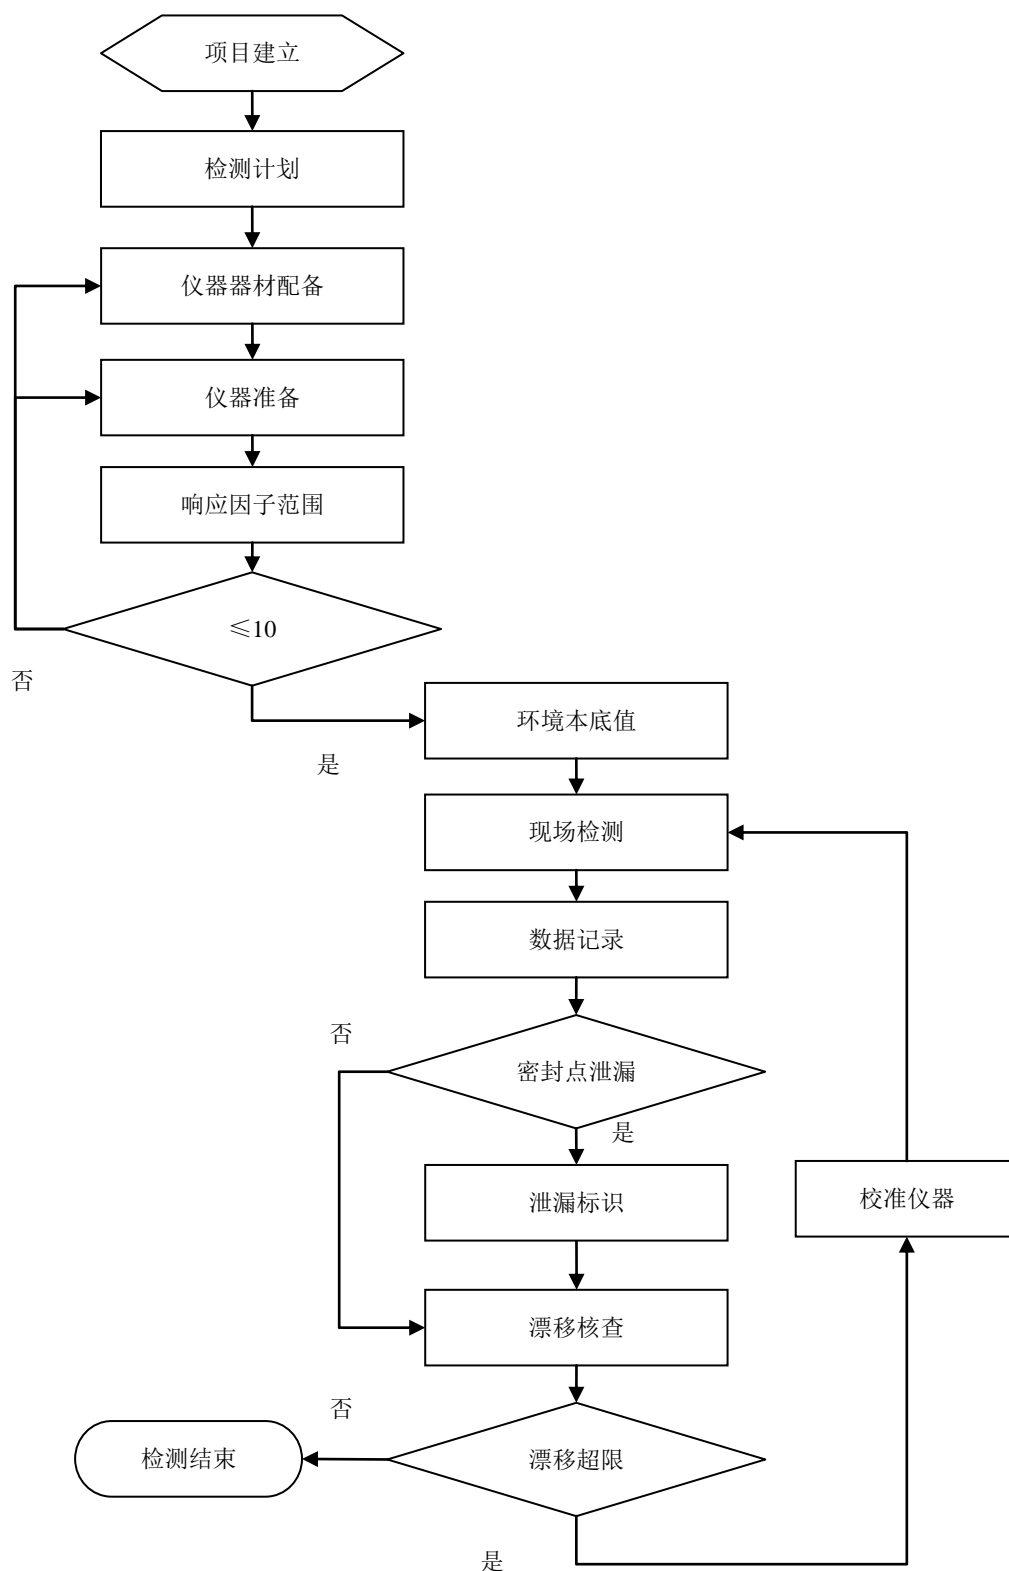 项目建立
检测计划
仪器器材配备
仪器准备
响应因子范围
≤10
否
环境本底值
是
现场检测
数据记录
否
密封点泄漏
是
泄漏标识
校准仪器
漂移核查
否
检测结束
漂移超限
是